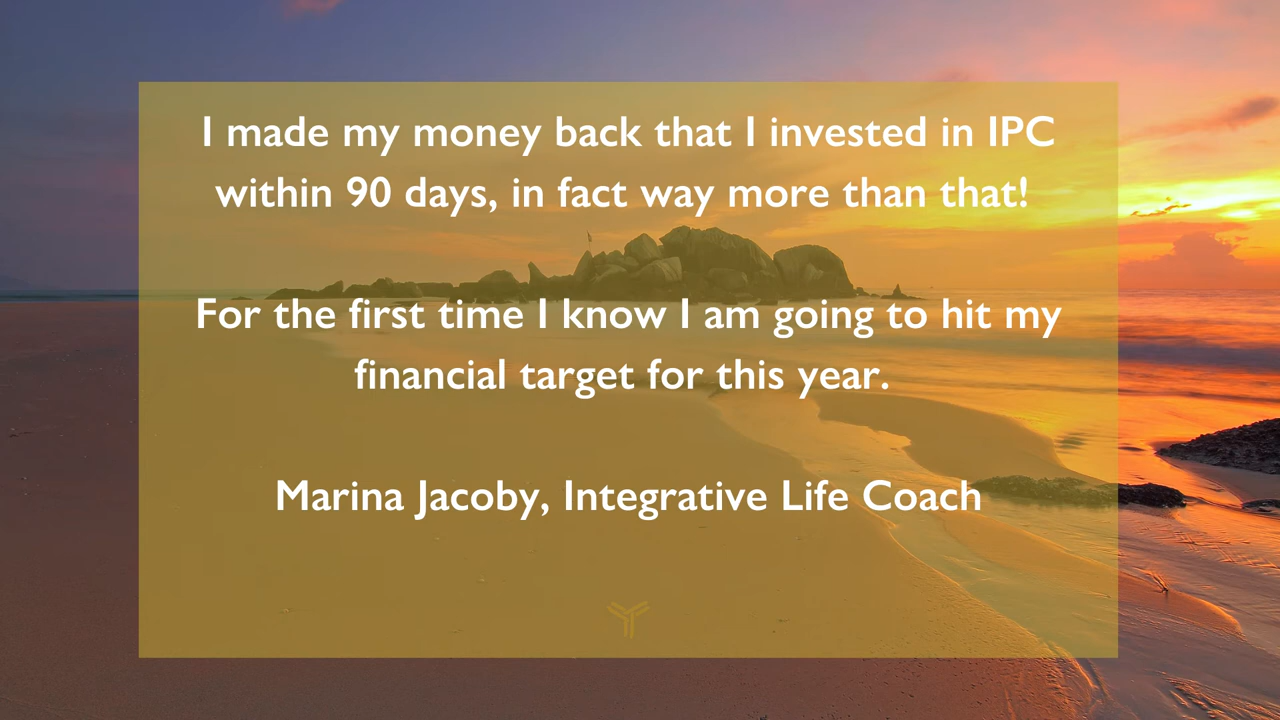 I made my money back that I invested in IPC
within 90 days, in fact way more than that!
For the first time I know I am going to hit my
financial target for this year.
Marina Jacoby, Integrative Life Coach